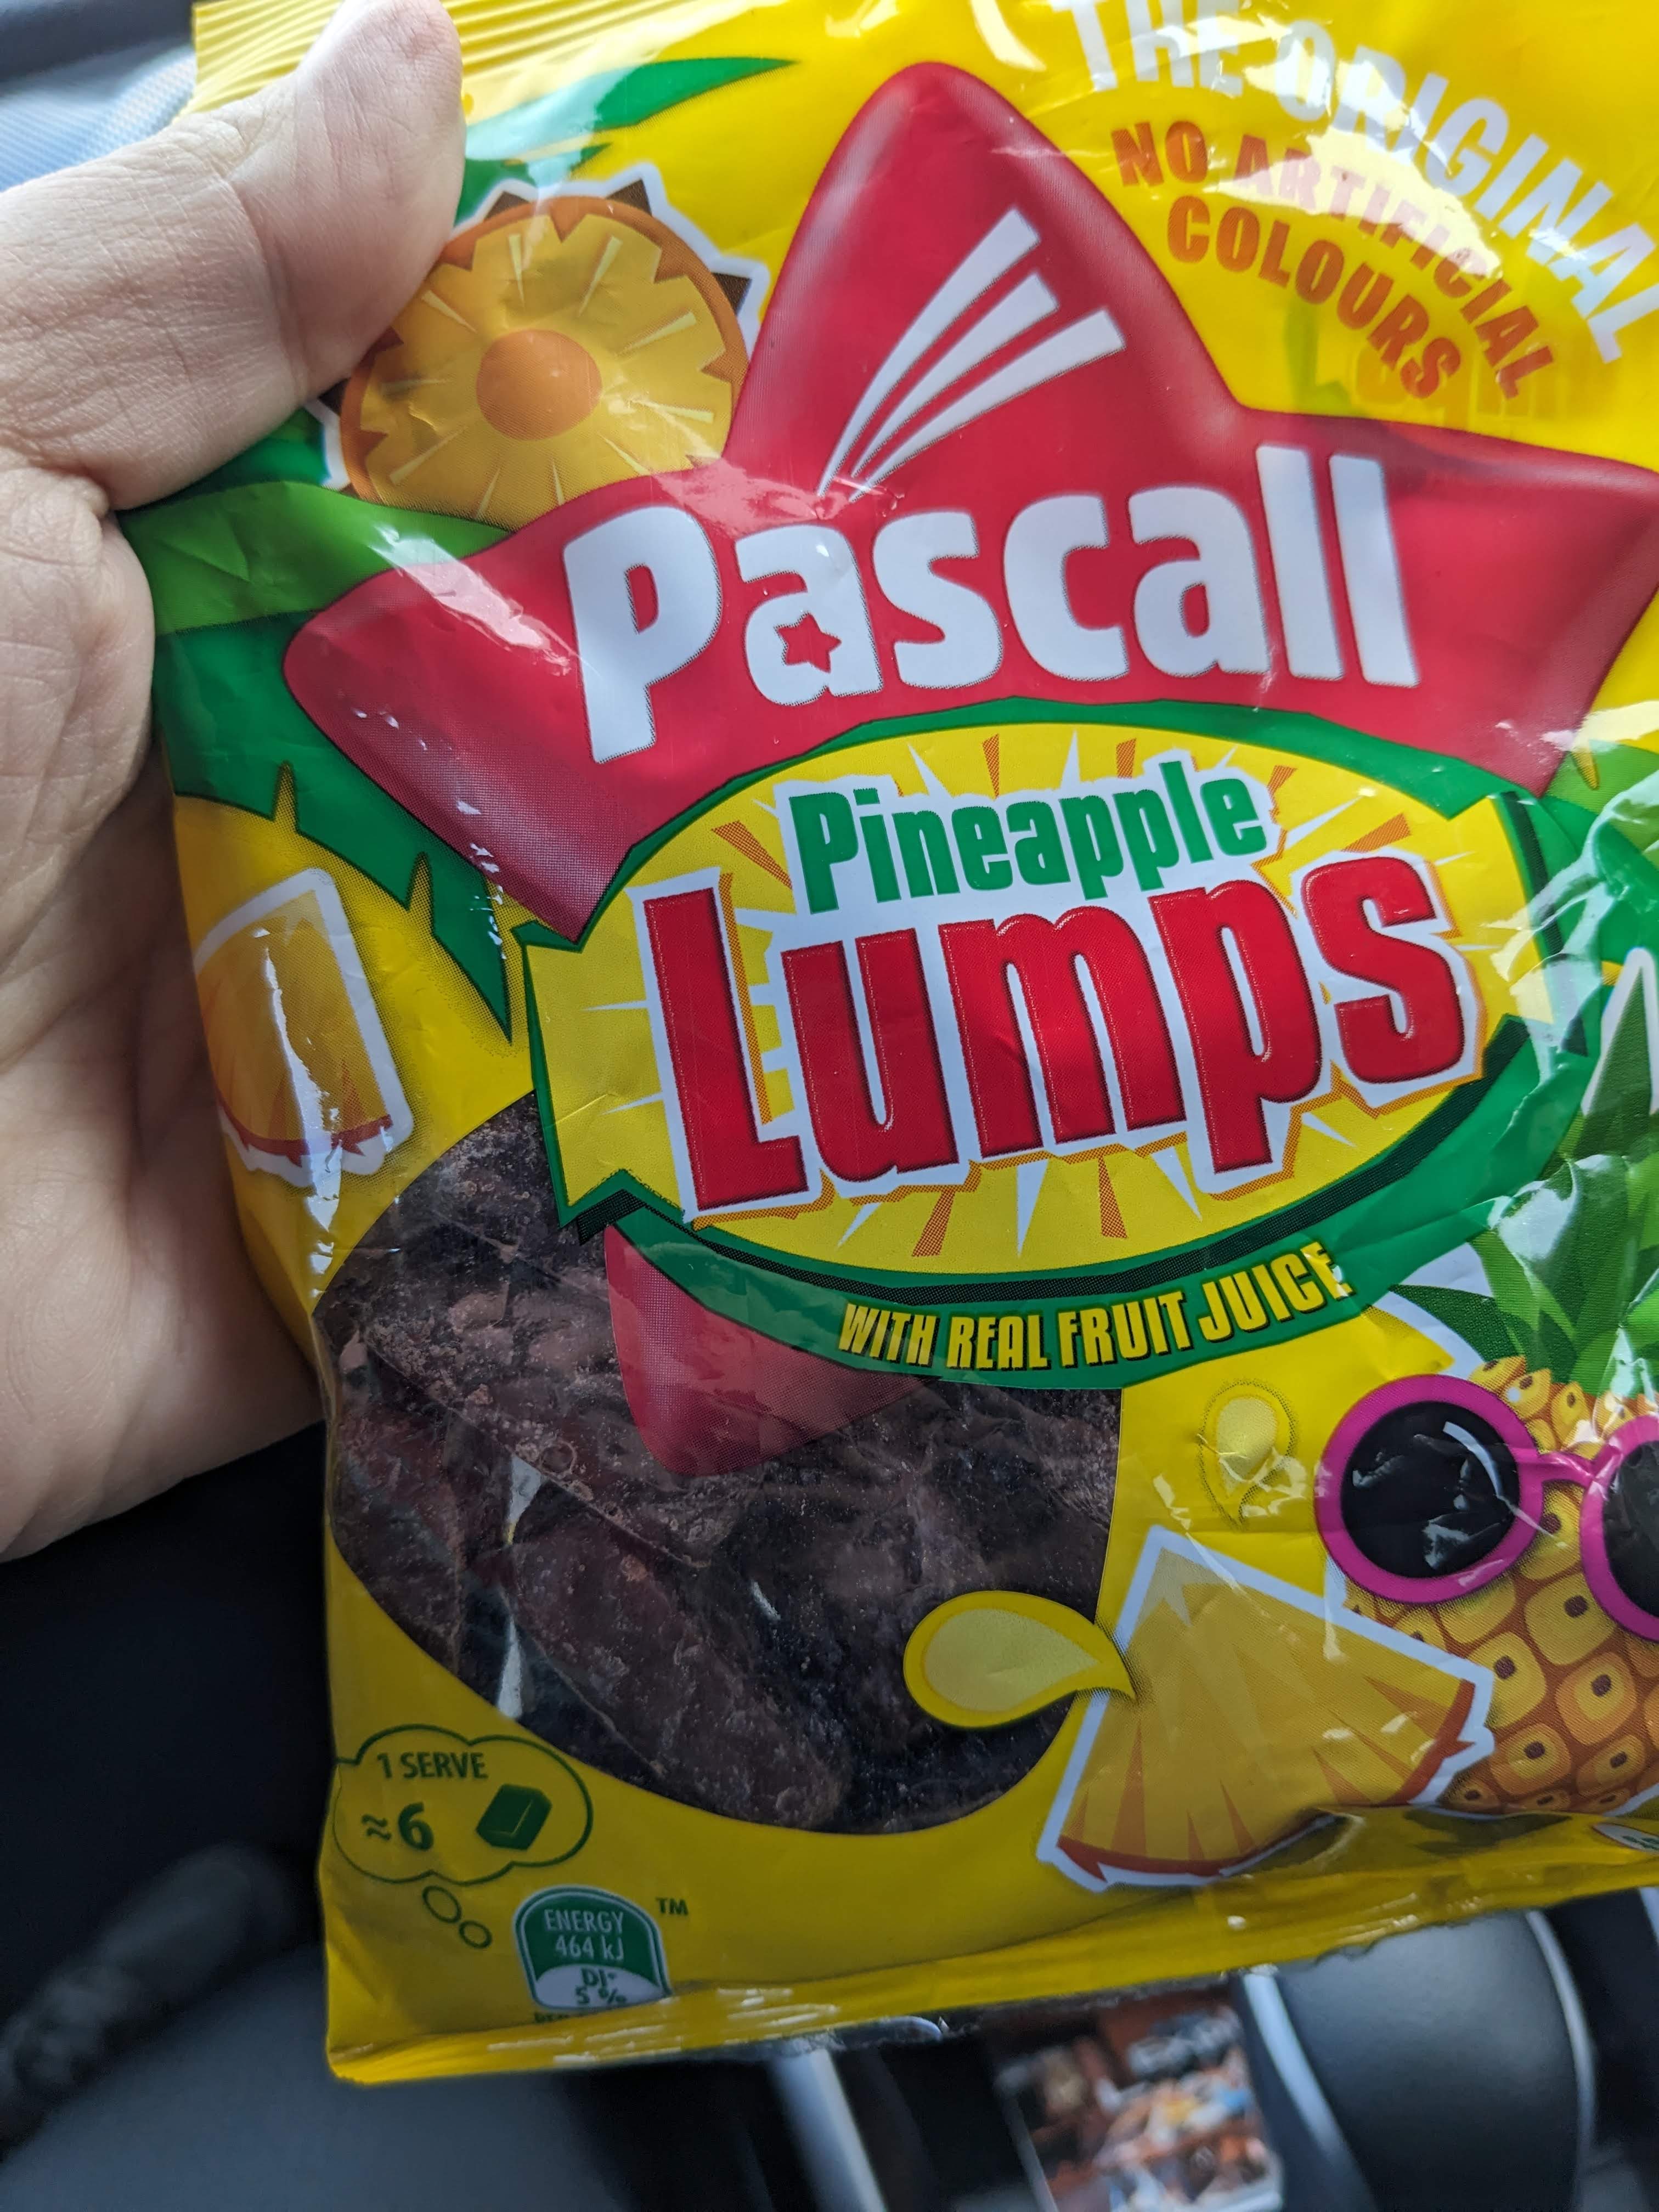 THE ORIGINAL
NO ARTIFICIAL
COLOURS
Pascall
Pineapple
Lumps
WITH REAL FRUIT JUICE
1 SERVE
≈6
ENERGY
464 kJ
DI*
5 %
TM